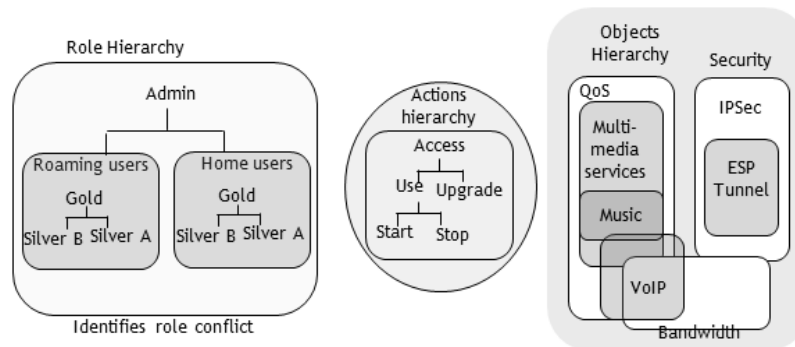 Role Hierarchy
Admin
Roaming users
Gold
Silver B Silver A
Home users
Gold
Silver B Silver A
Identifies role conflict
Actions
hierarchy
Access
Use Upgrade
Start Stop
Objects
Hierarchy
QoS
Multi-
media
services
Music
VoIP
Bandwidth
Security
IPSec
ESP
Tunnel